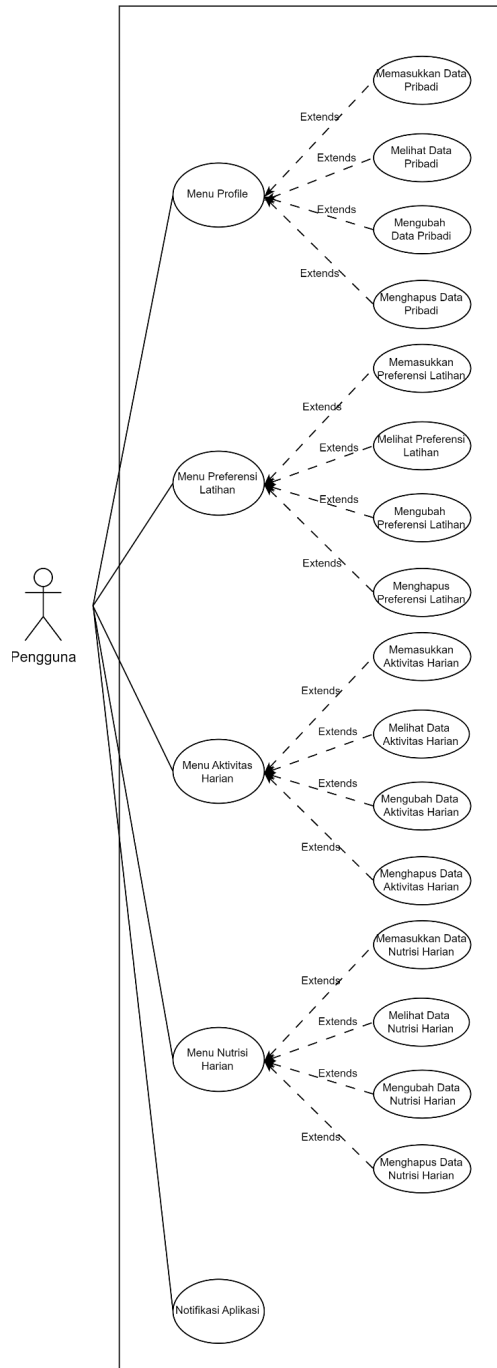 Memasukkan Data
Pribadi
Extends
Melihat Data
Pribadi
Extends
Menu Profile
Extends
Mengubah
Data Pribadi
Extends
Menghapus Data
Pribadi
Memasukkan
Preferensi Latihan
Extends
Melihat Preferensi
Latihan
Extends
Menu Preferensi
Latihan
Extends
Mengubah
Preferensi Latihan
Extends
Menghapus
Preferensi Latihan
Pengguna
Memasukkan
Aktivitas Harian
Extends
Melihat Data
Aktivitas Harian
Extends
Menu Aktivitas
Harian
Extends
Mengubah Data
Aktivitas Harian
Extends
Menghapus Data
Aktivitas Harian
Memasukkan Data
Nutrisi Harian
Extends
Melihat Data
Nutrisi Harian
Extends
Menu Nutrisi
Harian
Extends
Mengubah Data
Nutrisi Harian
Extends
Menghapus Data
Nutrisi Harian
Notifikasi Aplikasi